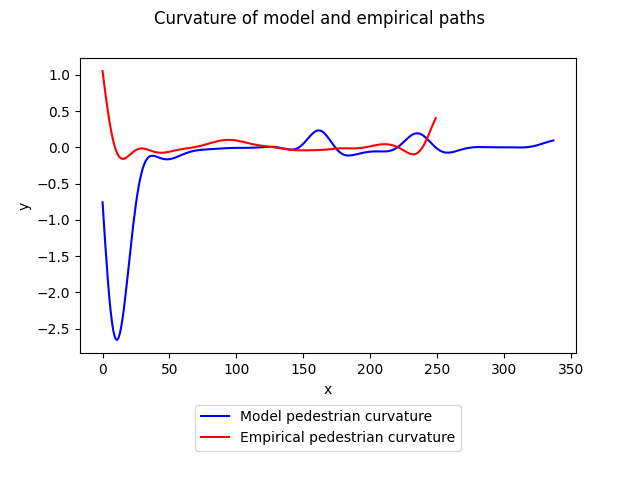 Curvature of model and empirical paths
1.0
0.5
0.0
−0.5
−1.0
−1.5
−2.0
−2.5
y
0 50 100 150 200 250 300 350
x
Model pedestrian curvature
Empirical pedestrian curvature